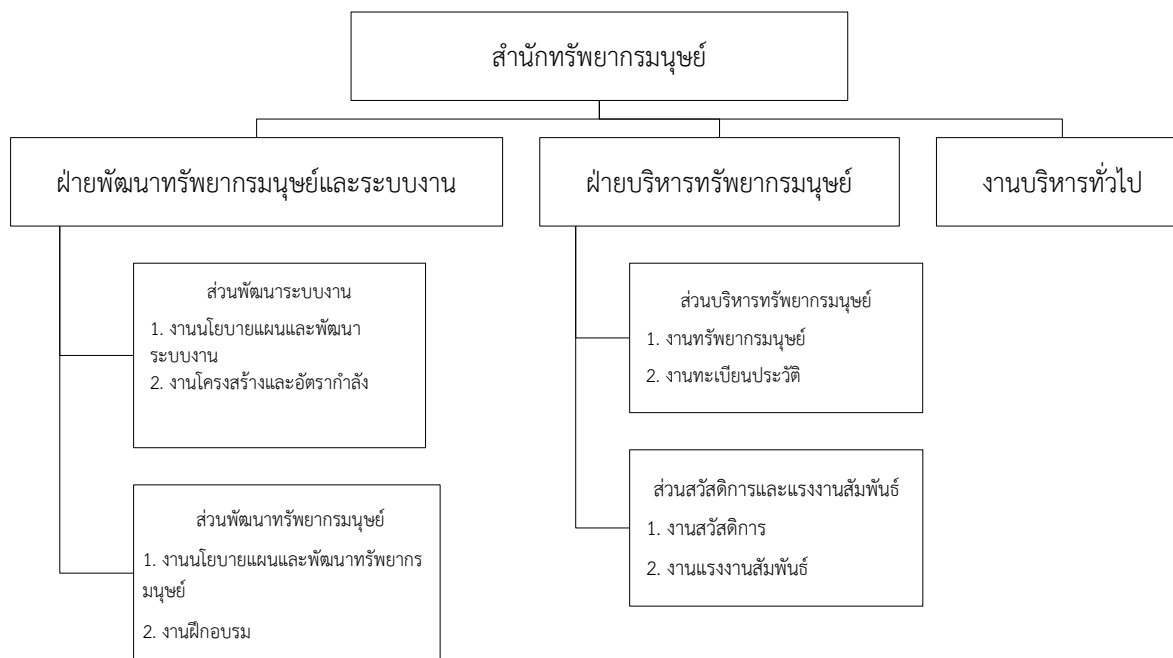 สำนักทรัพยากรมนุษย์
ฝ่ายพัฒนาทรัพยากรมนุษย์และระบบงาน
ฝ่ายบริหารทรัพยากรมนุษย์
งานบริหารทั่วไป
ส่วนพัฒนาระบบงาน
1. งานนโยบายแผนและพัฒนา
ระบบงาน
2. งานโครงสร้างและอัตรากำลัง
ส่วนพัฒนาทรัพยากรมนุษย์
1. งานนโยบายแผนและพัฒนาทรัพยากร
มนุษย์
2. งานฝึกอบรม
ส่วนบริหารทรัพยากรมนุษย์
1. งานทรัพยากรมนุษย์
2. งานทะเบียนประวัติ
ส่วนสวัสดิการและแรงงานสัมพันธ์
1. งานสวัสดิการ
2. งานแรงงานสัมพันธ์